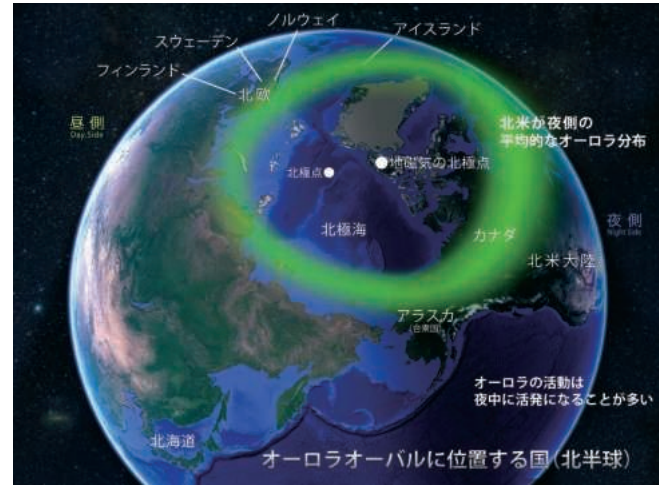 ノルウェイ
アイスランド
スウェーデン
フィンランド
北欧
昼側
Day Side
北米が夜側の
平均的なオーロラ分布
地磁気の北極点
北極点
夜側
Night Side
北極海
カナダ
北米大陸
アラスカ
オーロラの活動は
夜中に活発になることが多い
北海道
オーロラオーバルに位置する国(北半球)